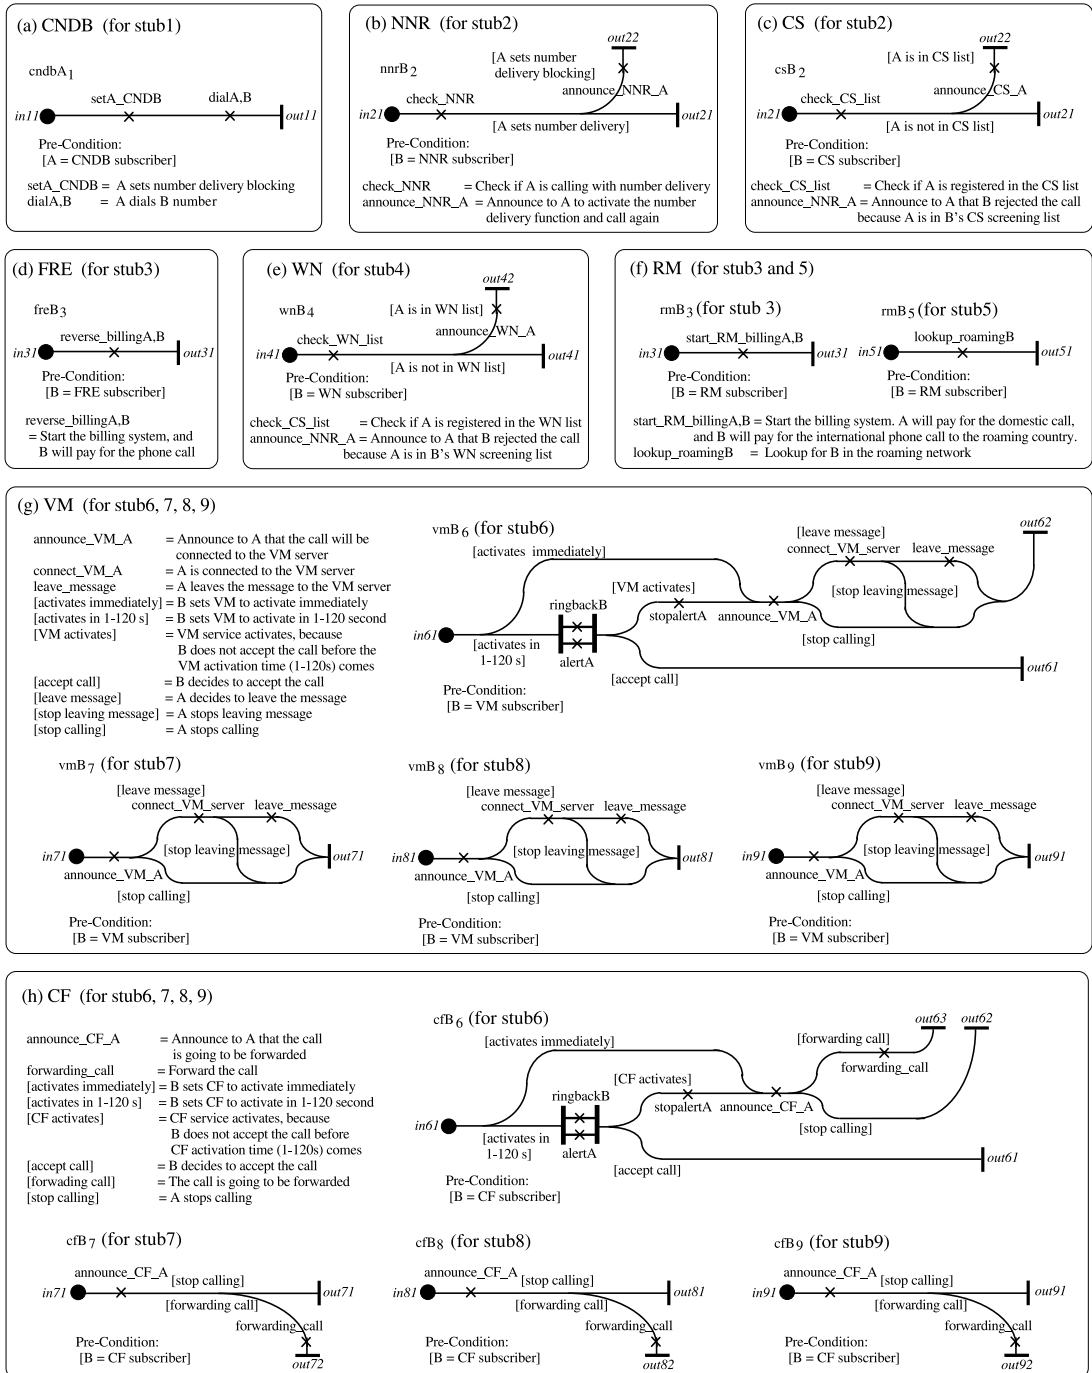 (a) CNDB (for stub1)
cndbA1
setA_CNDB
dialA,B
in11
out11
Pre-Condition:
[A = CNDB subscriber]
setA_CNDB = A sets number delivery blocking
dialA,B = A dials B number
(b) NNR (for stub2)
out22
[A sets number
delivery blocking]
nnrB2
announce_NNR_A
check_NNR
in21
out21
[A sets number delivery]
Pre-Condition:
[B = NNR subscriber]
check_NNR = Check if A is calling with number delivery
announce_NNR_A = Announce to A to activate the number
delivery function and call again
(c) CS (for stub2)
out22
[A is in CS list]
csB2
announce_CS_A
check_CS_list
in21
out21
[A is not in CS list]
Pre-Condition:
[B = CS subscriber]
check_CS_list = Check if A is registered in the CS list
announce_NNR_A = Announce to A that B rejected the call
because A is in B's CS screening list
(d) FRE (for stub3)
freB3
reverse_billingA,B
in31
out31
Pre-Condition:
[B = FRE subscriber]
reverse_billingA,B
= Start the billing system, and
B will pay for the phone call
(e) WN (for stub4)
out42
[A is in WN list]
wnB4
announce_WN_A
check_WN_list
in41
out41
[A is not in WN list]
Pre-Condition:
[B = WN subscriber]
check_CS_list = Check if A is registered in the WN list
announce_NNR_A = Announce to A that B rejected the call
because A is in B's WN screening list
(f) RM (for stub3 and 5)
rmB3 (for stub 3)
rmB5 (for stub5)
start_RM_billingA,B
lookup_roamingB
in31
out31
in51
out51
Pre-Condition:
[B = RM subscriber]
Pre-Condition:
[B = RM subscriber]
start_RM_billingA,B = Start the billing system. A will pay for the domestic call,
and B will pay for the international phone call to the roaming country.
lookup_roamingB = Lookup for B in the roaming network
(g) VM (for stub6, 7, 8, 9)
announce_VM_A = Announce to A that the call will be
connected to the VM server
connect_VM_A = A is connected to the VM server
leave_message = A leaves the message to the VM server
[activates immediately] = B sets VM to activate immediately
[activates in 1-120 s] = B sets VM to activate in 1-120 second
[VM activates] = VM service activates, because
B does not accept the call before the
VM activation time (1-120s) comes
[accept call] = B decides to accept the call
[leave message] = A decides to leave the message
[stop leaving message] = A stops leaving message
[stop calling] = A stops calling
vmB6 (for stub6)
out62
[leave message]
connect_VM_server
leave_message
[activates immediately]
[VM activates]
[stop leaving message]
ringbackB
stopalertA
announce_VM_A
in61
[stop calling]
[activates in
1-120 s]
alertA
[accept call]
out61
Pre-Condition:
[B = VM subscriber]
vmB7 (for stub7)
[leave message]
connect_VM_server
leave_message
in71
[stop leaving message]
out71
announce_VM_A
[stop calling]
Pre-Condition:
[B = VM subscriber]
vmB8 (for stub8)
[leave message]
connect_VM_server
leave_message
in81
[stop leaving message]
out81
announce_VM_A
[stop calling]
Pre-Condition:
[B = VM subscriber]
vmB9 (for stub9)
[leave message]
connect_VM_server
leave_message
in91
[stop leaving message]
out91
announce_VM_A
[stop calling]
Pre-Condition:
[B = VM subscriber]
(h) CF (for stub6, 7, 8, 9)
announce_CF_A = Announce to A that the call
is going to be forwarded
forwarding_call = Forward the call
[activates immediately] = B sets CF to activate immediately
[activates in 1-120 s] = B sets CF to activate in 1-120 second
[CF activates] = CF service activates, because
B does not accept the call before
CF activation time (1-120s) comes
[accept call] = B decides to accept the call
[forwading call] = The call is going to be forwarded
[stop calling] = A stops calling
cfB6 (for stub6)
out63
out62
[activates immediately]
[forwarding call]
forwarding_call
[CF activates]
ringbackB
stopalertA
announce_CF_A
in61
[stop calling]
[activates in
1-120 s]
alertA
[accept call]
out61
Pre-Condition:
[B = CF subscriber]
cfB7 (for stub7)
announce_CF_A
[stop calling]
in71
out71
[forwarding call]
forwarding_call
Pre-Condition:
[B = CF subscriber]
out72
cfB8 (for stub8)
announce_CF_A
[stop calling]
in81
out81
[forwarding call]
forwarding_call
Pre-Condition:
[B = CF subscriber]
out82
cfB9 (for stub9)
announce_CF_A
[stop calling]
in91
out91
[forwarding call]
forwarding_call
Pre-Condition:
[B = CF subscriber]
out92